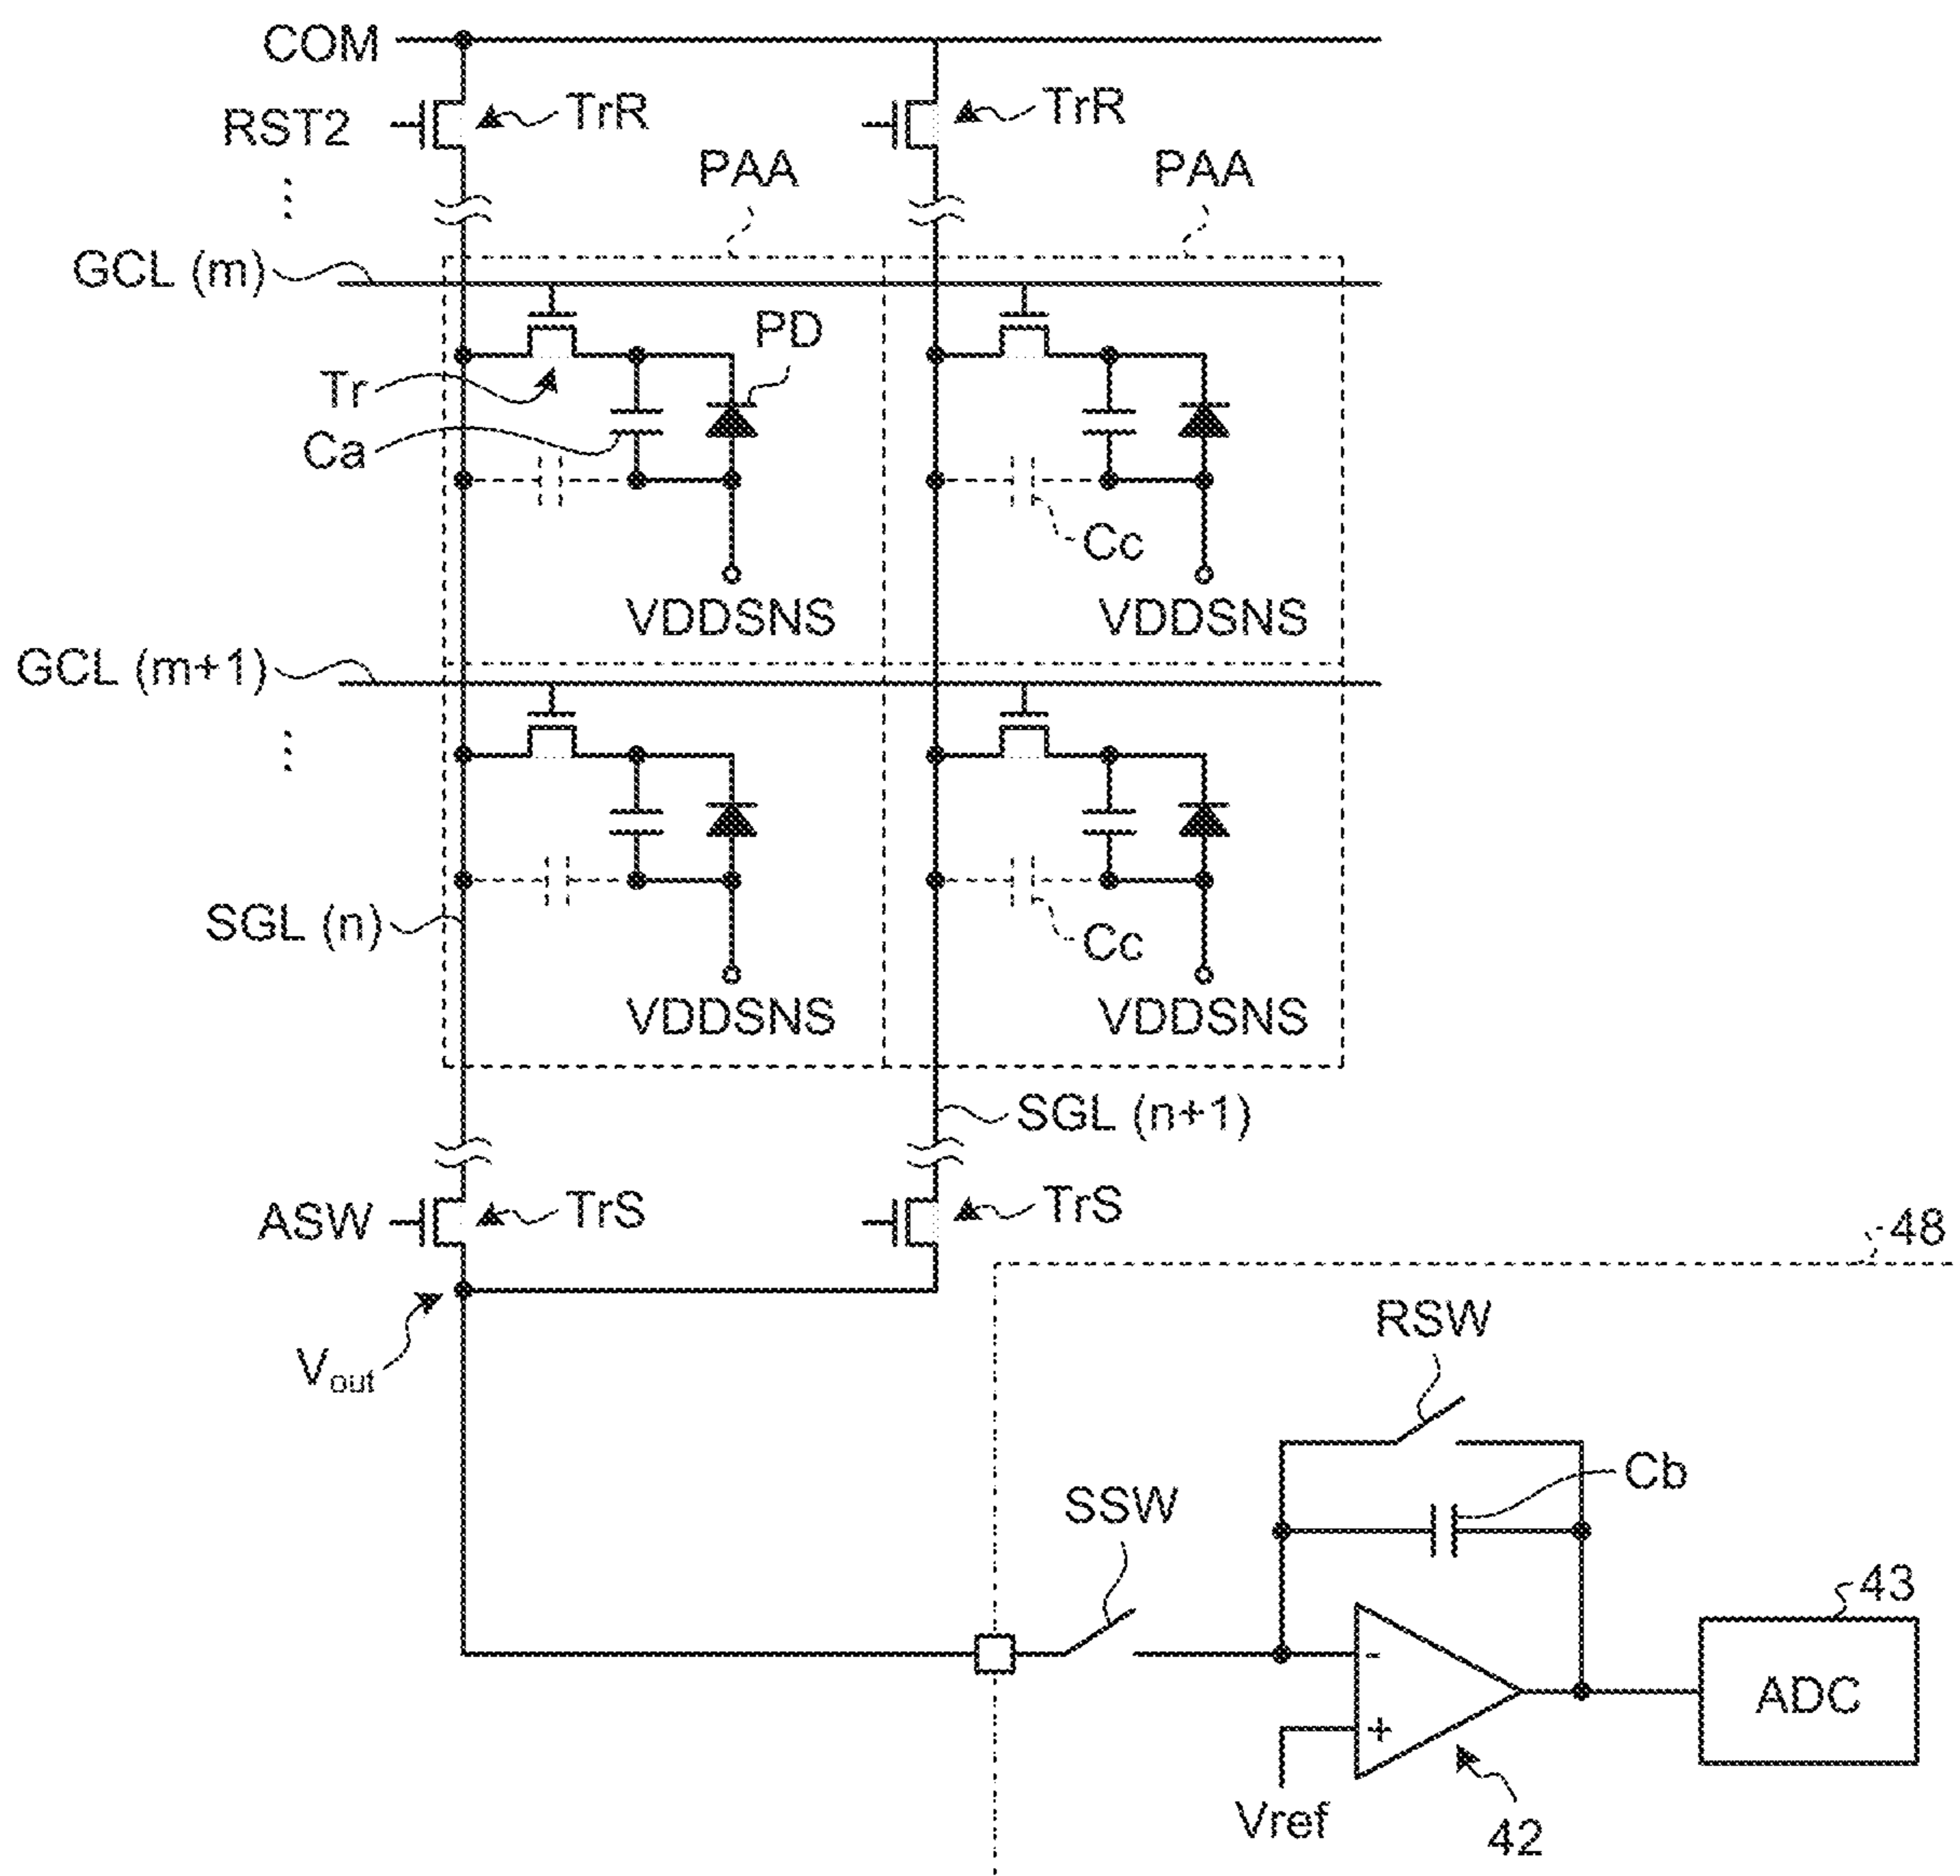 COM
RST2
TrR
TrR
⋮
PAA
PAA
GCL (m)
PD
Tr
Ca
Cc
VDDSNS
VDDSNS
GCL (m+1)
⋮
SGL (n)
Cc
VDDSNS
VDDSNS
SGL (n+1)
ASW
TrS
TrS
48
Vout
RSW
Cb
SSW
43
-
ADC
+
Vref
42